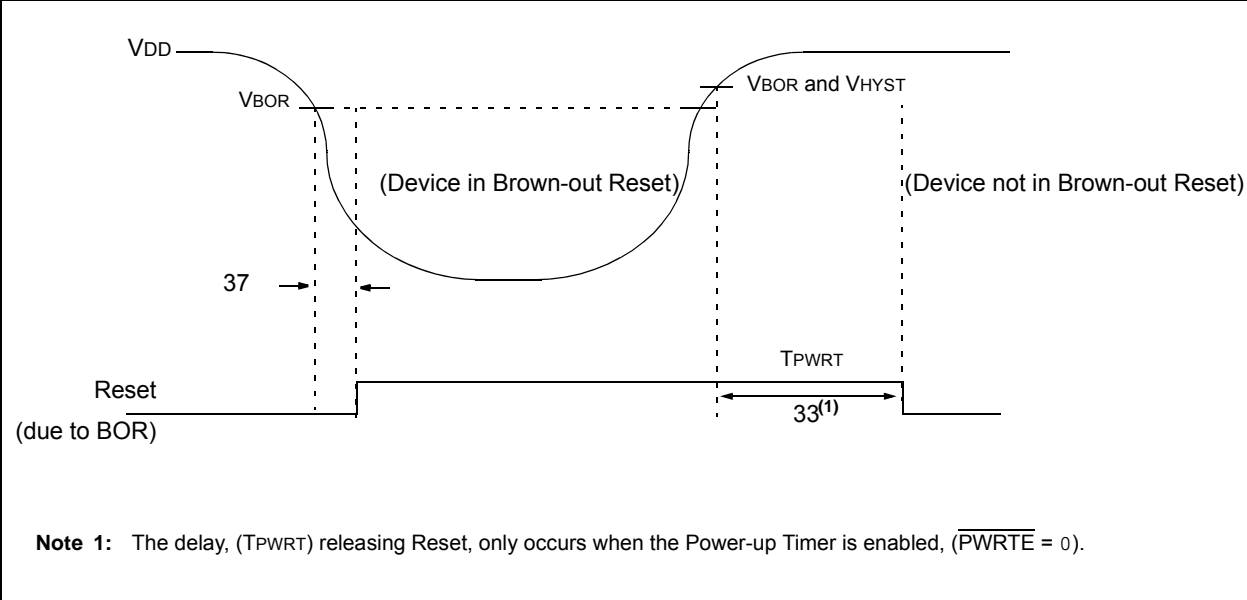 VDD
VBOR and VHYST
VBOR
(Device in Brown-out Reset)
(Device not in Brown-out Reset)
37
TPWRT
Reset
33(1)
(due to BOR)
Note 1: The delay, (TPWRT) releasing Reset, only occurs when the Power-up Timer is enabled, (P̅W̅R̅T̅E̅ = 0).